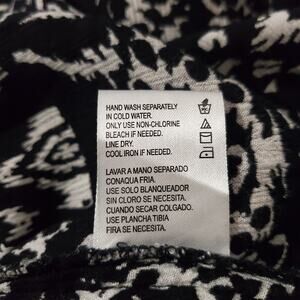 HAND WASH SEPARATELY
IN COLD WATER.
ONLY USE NON-CHLORINE
BLEACH IF NEEDED.
LINE DRY.
COOL IRON IF NEEDED.
LAVAR A MANO SEPARADO
CONAQUA FRIA.
USE SOLO BLANQUEADOR
SIN CLORO SE NECESITA.
CUANDO SECAR COLGADO.
USE PLANCHA TIBIA
FIRA SE NECESITA.